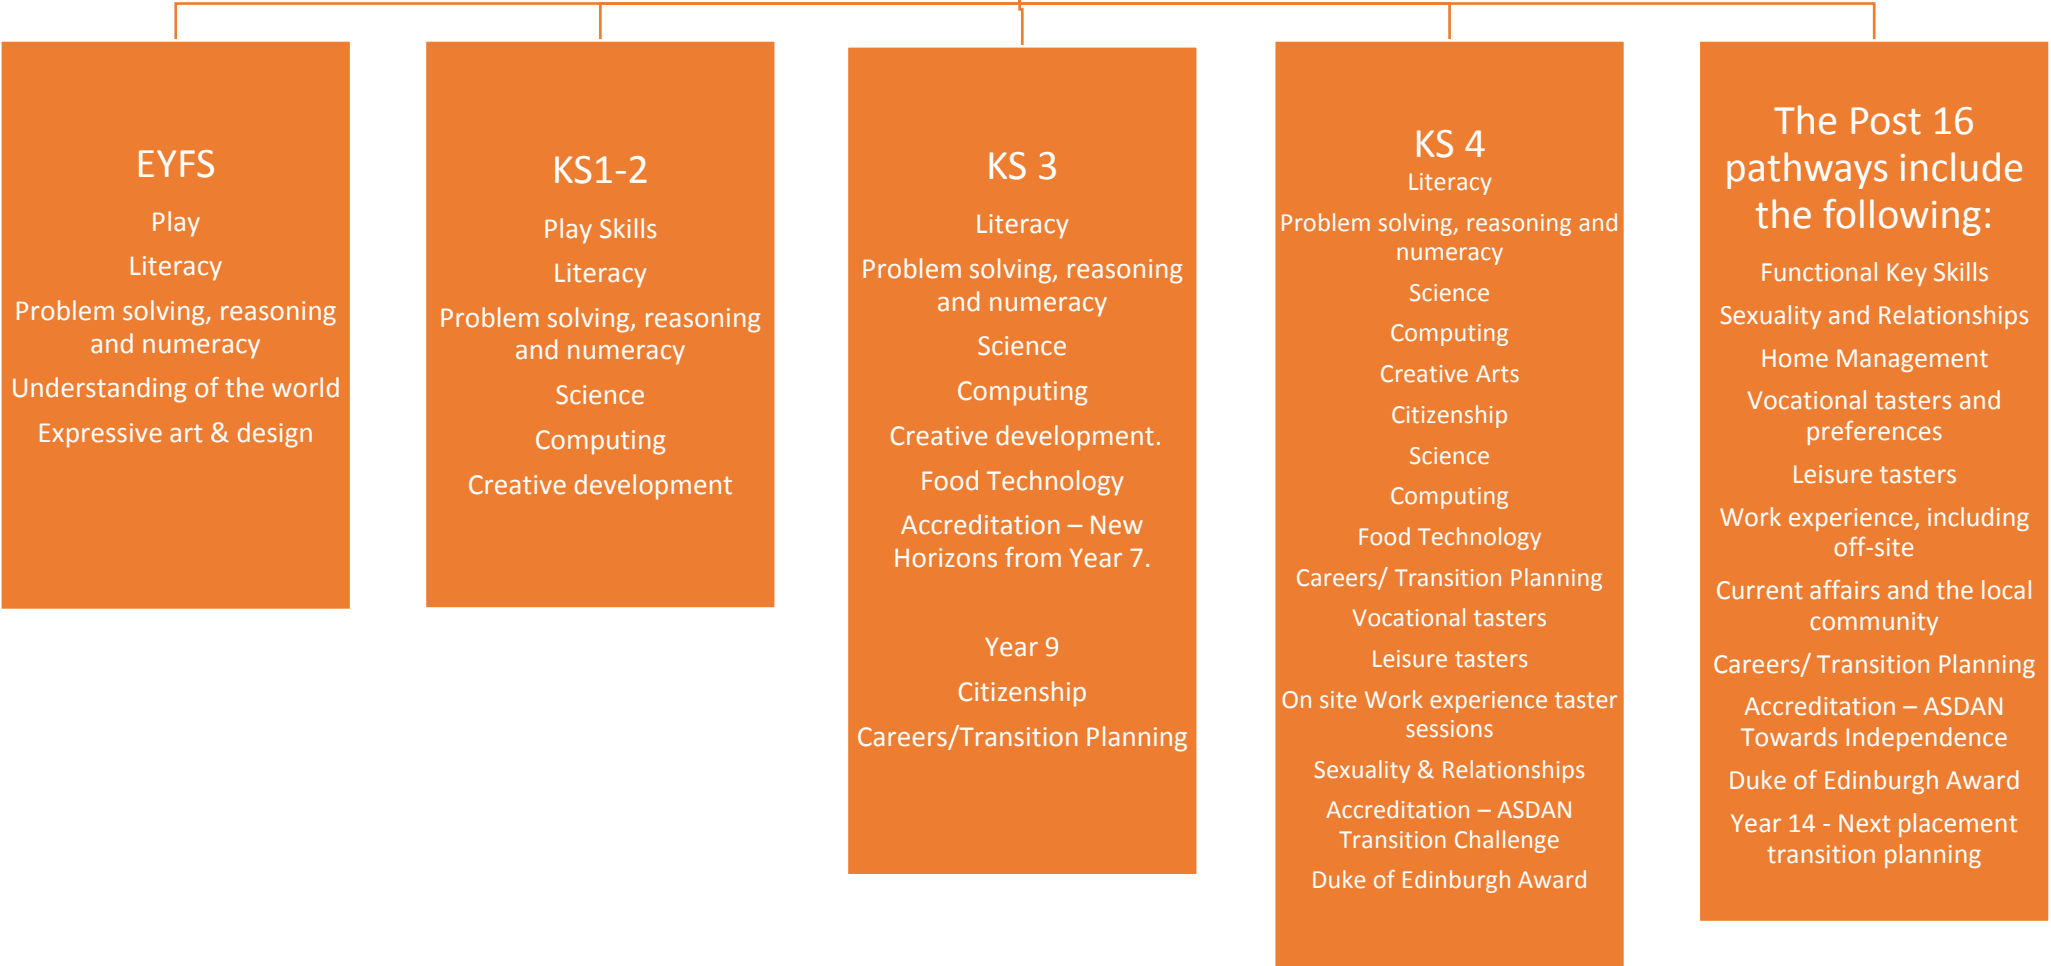 EYFS
Play
Literacy
Problem solving, reasoning
and numeracy
Understanding of the world
Expressive art & design
KS1-2
Play Skills
Literacy
Problem solving, reasoning
and numeracy
Science
Computing
Creative development
KS 3
Literacy
Problem solving, reasoning
and numeracy
Science
Computing
Creative development.
Food Technology
Accreditation – New
Horizons from Year 7.
Year 9
Citizenship
Careers/Transition Planning
KS 4
Literacy
Problem solving, reasoning and
numeracy
Science
Computing
Creative Arts
Citizenship
Science
Computing
Food Technology
Careers/ Transition Planning
Vocational tasters
Leisure tasters
On site Work experience taster
sessions
Sexuality & Relationships
Accreditation – ASDAN
Transition Challenge
Duke of Edinburgh Award
The Post 16
pathways include
the following:
Functional Key Skills
Sexuality and Relationships
Home Management
Vocational tasters and
preferences
Leisure tasters
Work experience, including
off-site
Current affairs and the local
community
Careers/ Transition Planning
Accreditation – ASDAN
Towards Independence
Duke of Edinburgh Award
Year 14 - Next placement
transition planning